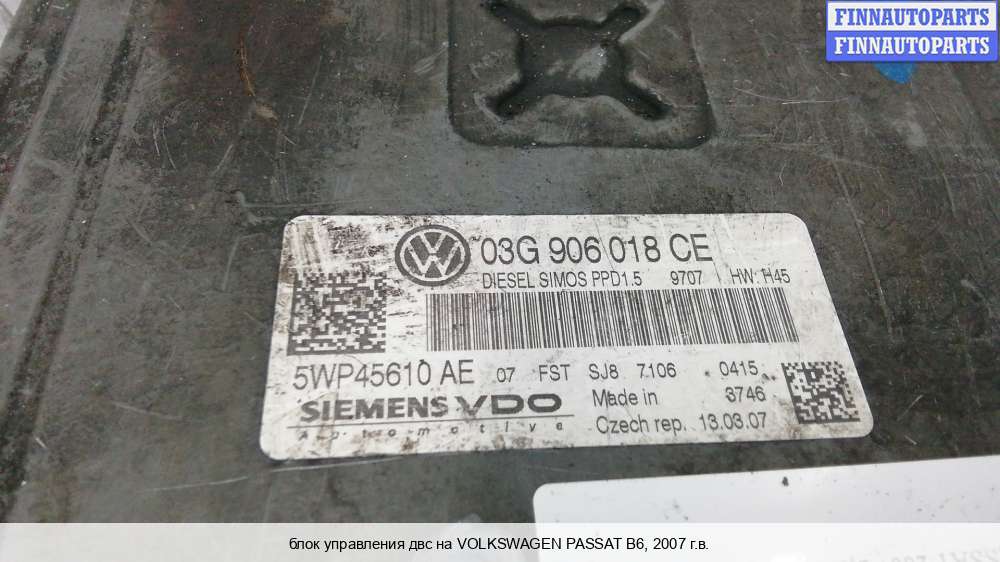 FINNAUTOPARTS
FINNAUTOPARTS
03G 906 018 CE
DIESEL SIMOS PPD1.5 9707 HW: H45
5WP45610 AE 07 FST SJ8 7106 0415
SIEMENS VDO Made in 3746
Automotive Czech rep. 13.03.07
блок управления двс на VOLKSWAGEN PASSAT B6, 2007 г.в.